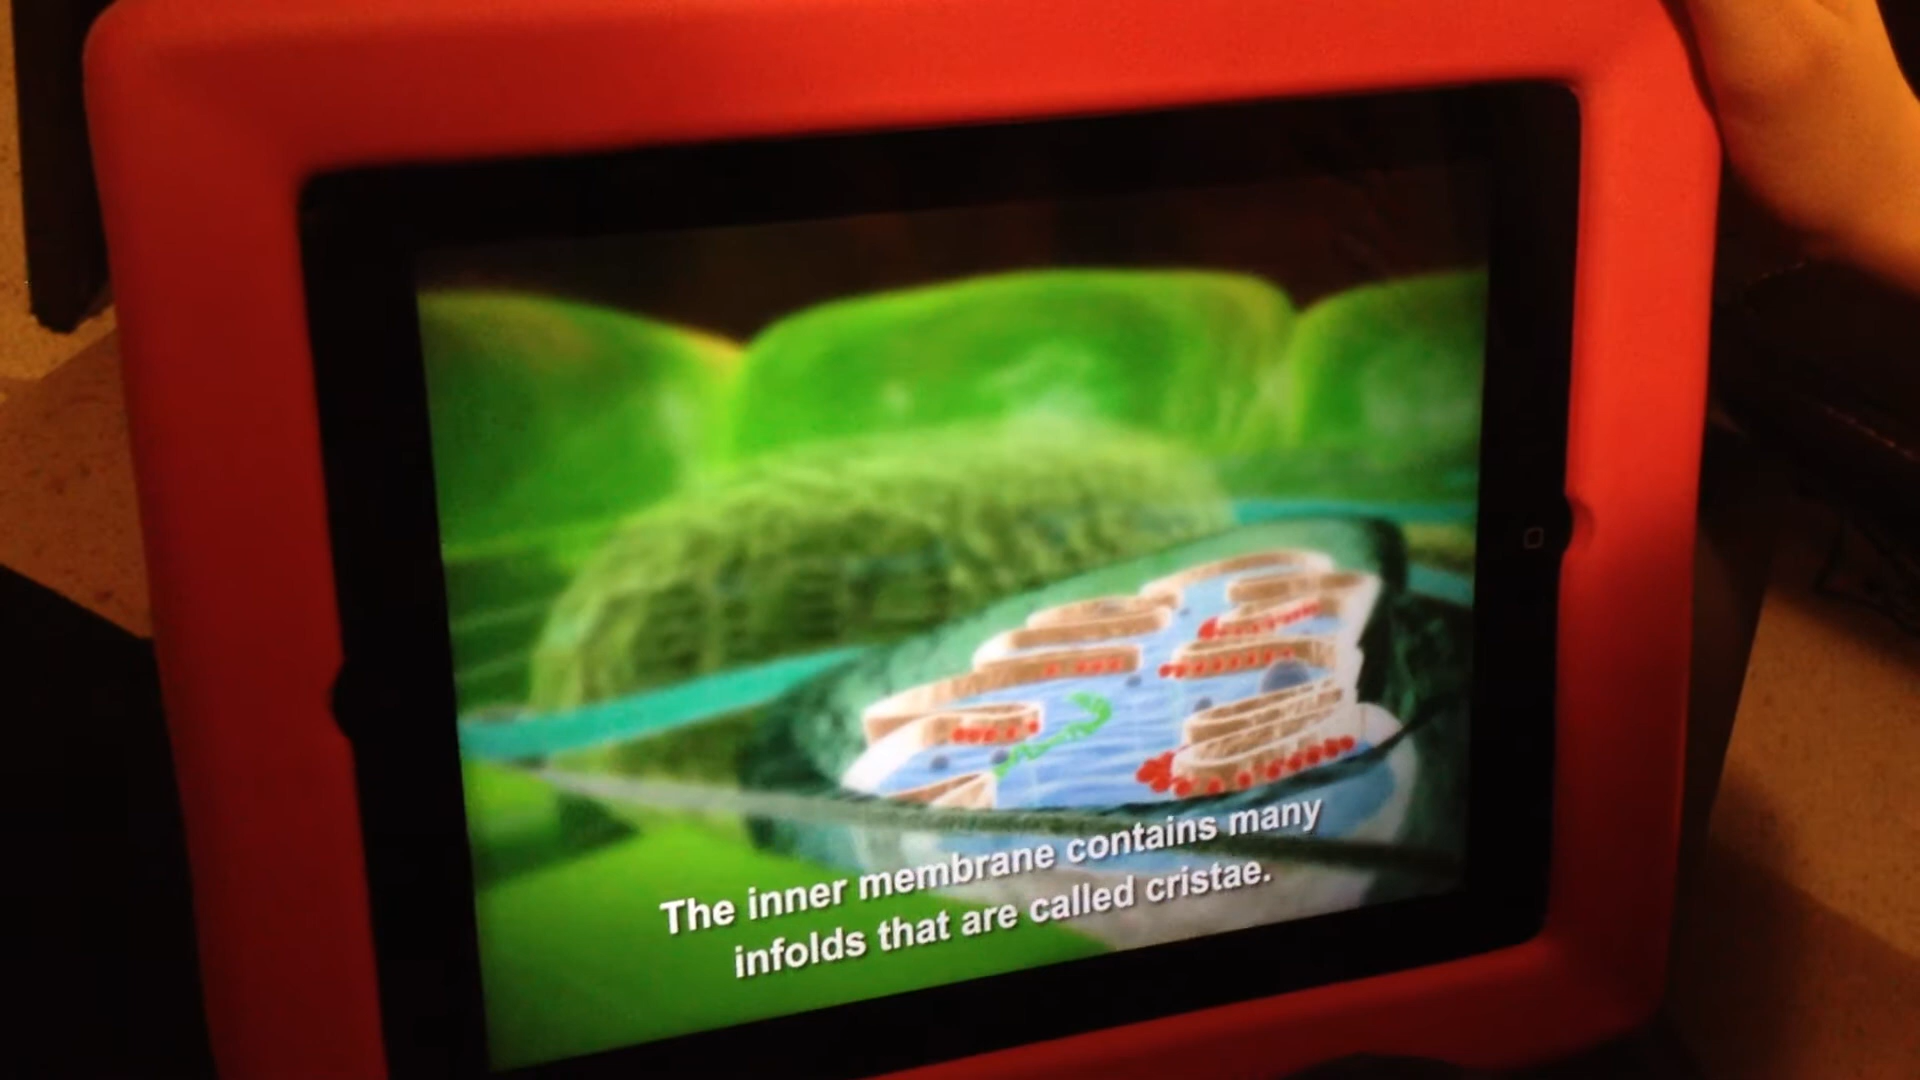 The inner membrane contains many
infolds that are called cristae.